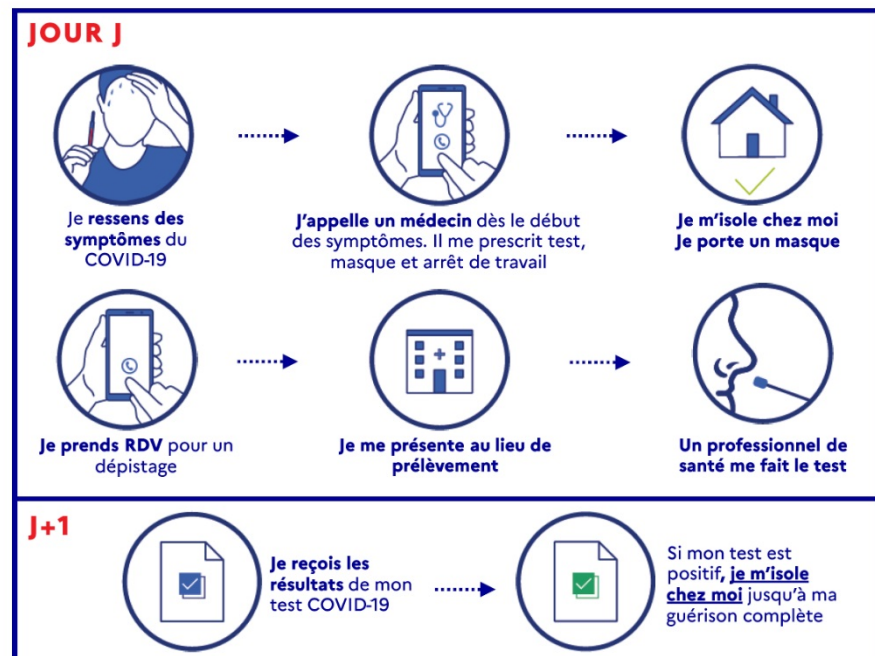 JOUR J
Je ressens des
symptômes du
COVID-19
J'appelle un médecin dès le début
des symptômes. Il me prescrit test,
masque et arrêt de travail
Je m'isole chez moi
Je porte un masque
Je prends RDV pour un
dépistage
Je me présente au lieu de
prélèvement
Un professionnel de
santé me fait le test
J+1
Je reçois les
résultats de mon
test COVID-19
Si mon test est
positif, je m'isole
chez moi jusqu'à ma
guérison complète